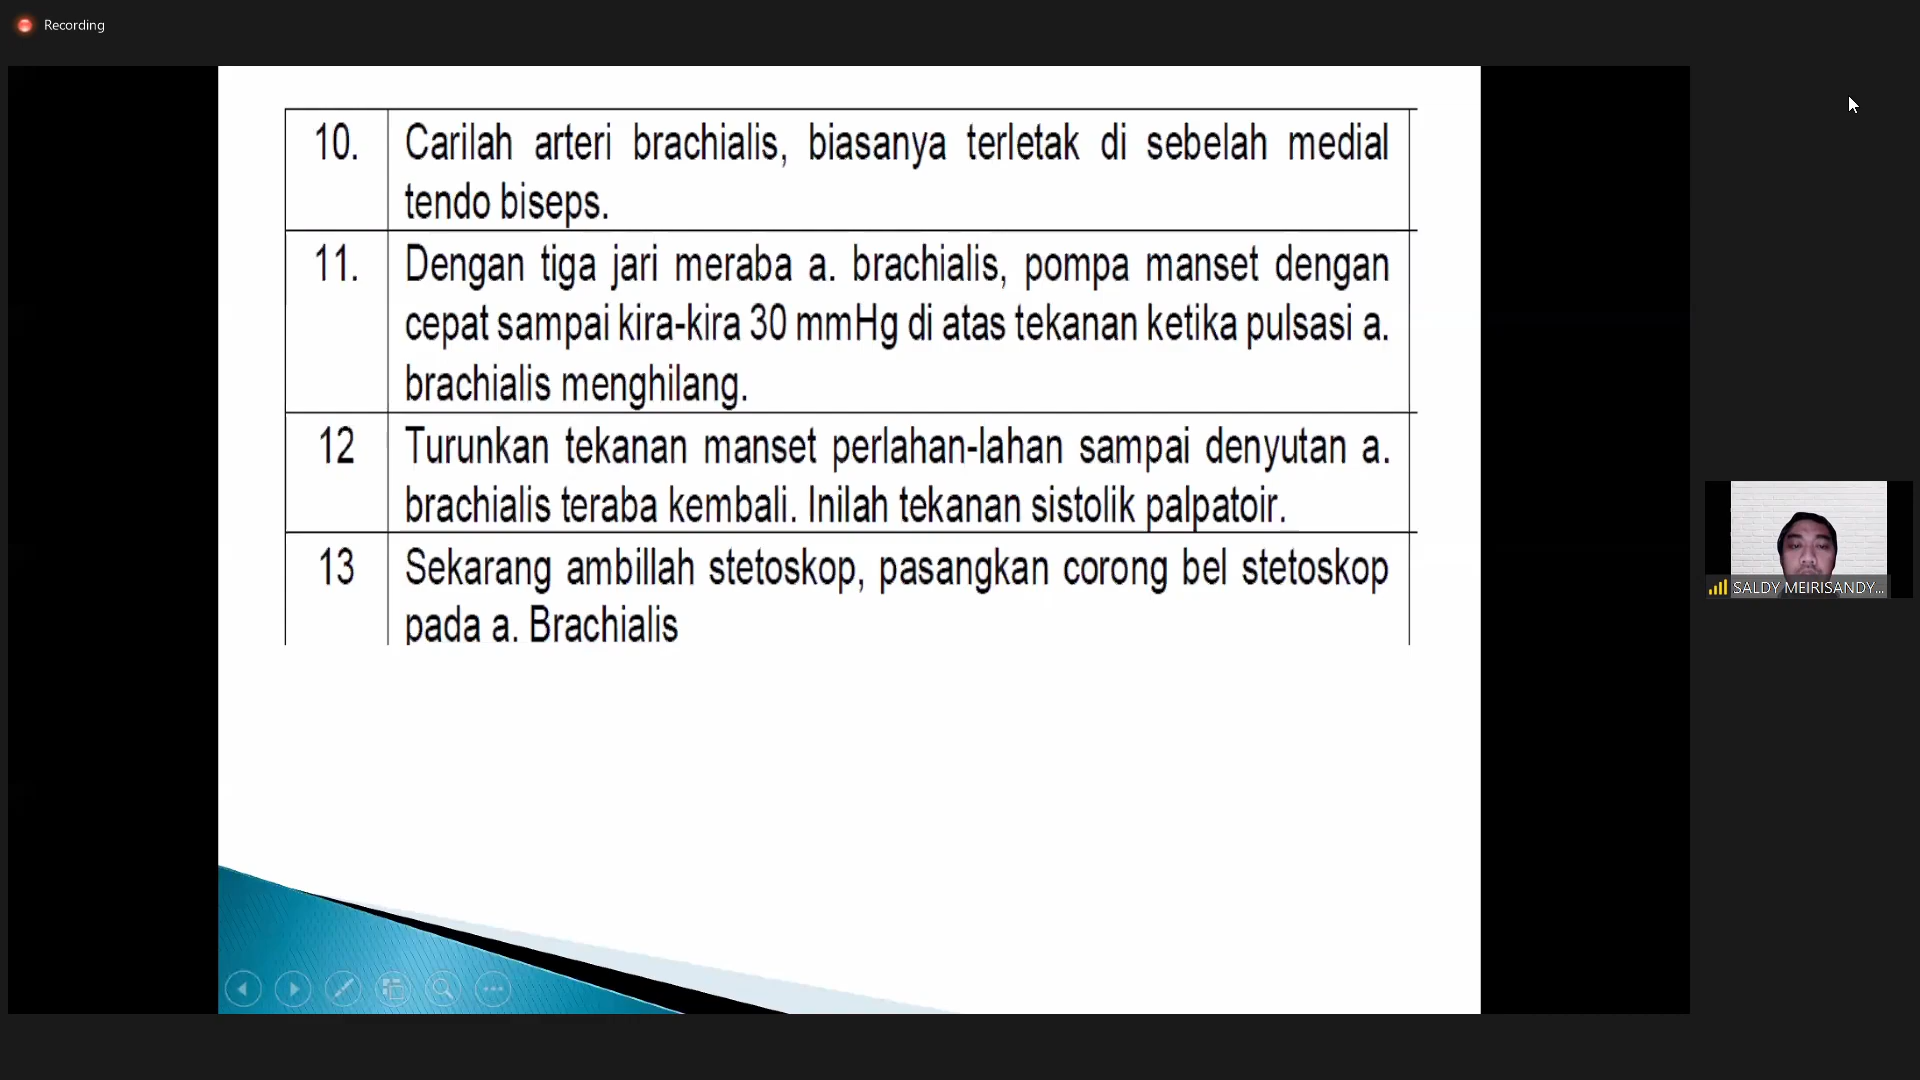 Recording
10. Carilah arteri brachialis, biasanya terletak di sebelah medial
tendo biseps.
11. Dengan tiga jari meraba a. brachialis, pompa manset dengan
cepat sampai kira-kira 30 mmHg di atas tekanan ketika pulsasi a.
brachialis menghilang.
12 Turunkan tekanan manset perlahan-lahan sampai denyutan a.
brachialis teraba kembali. Inilah tekanan sistolik palpatoir.
13 Sekarang ambillah stetoskop, pasangkan corong bel stetoskop
pada a. Brachialis
SALDY MEIRISANDY...